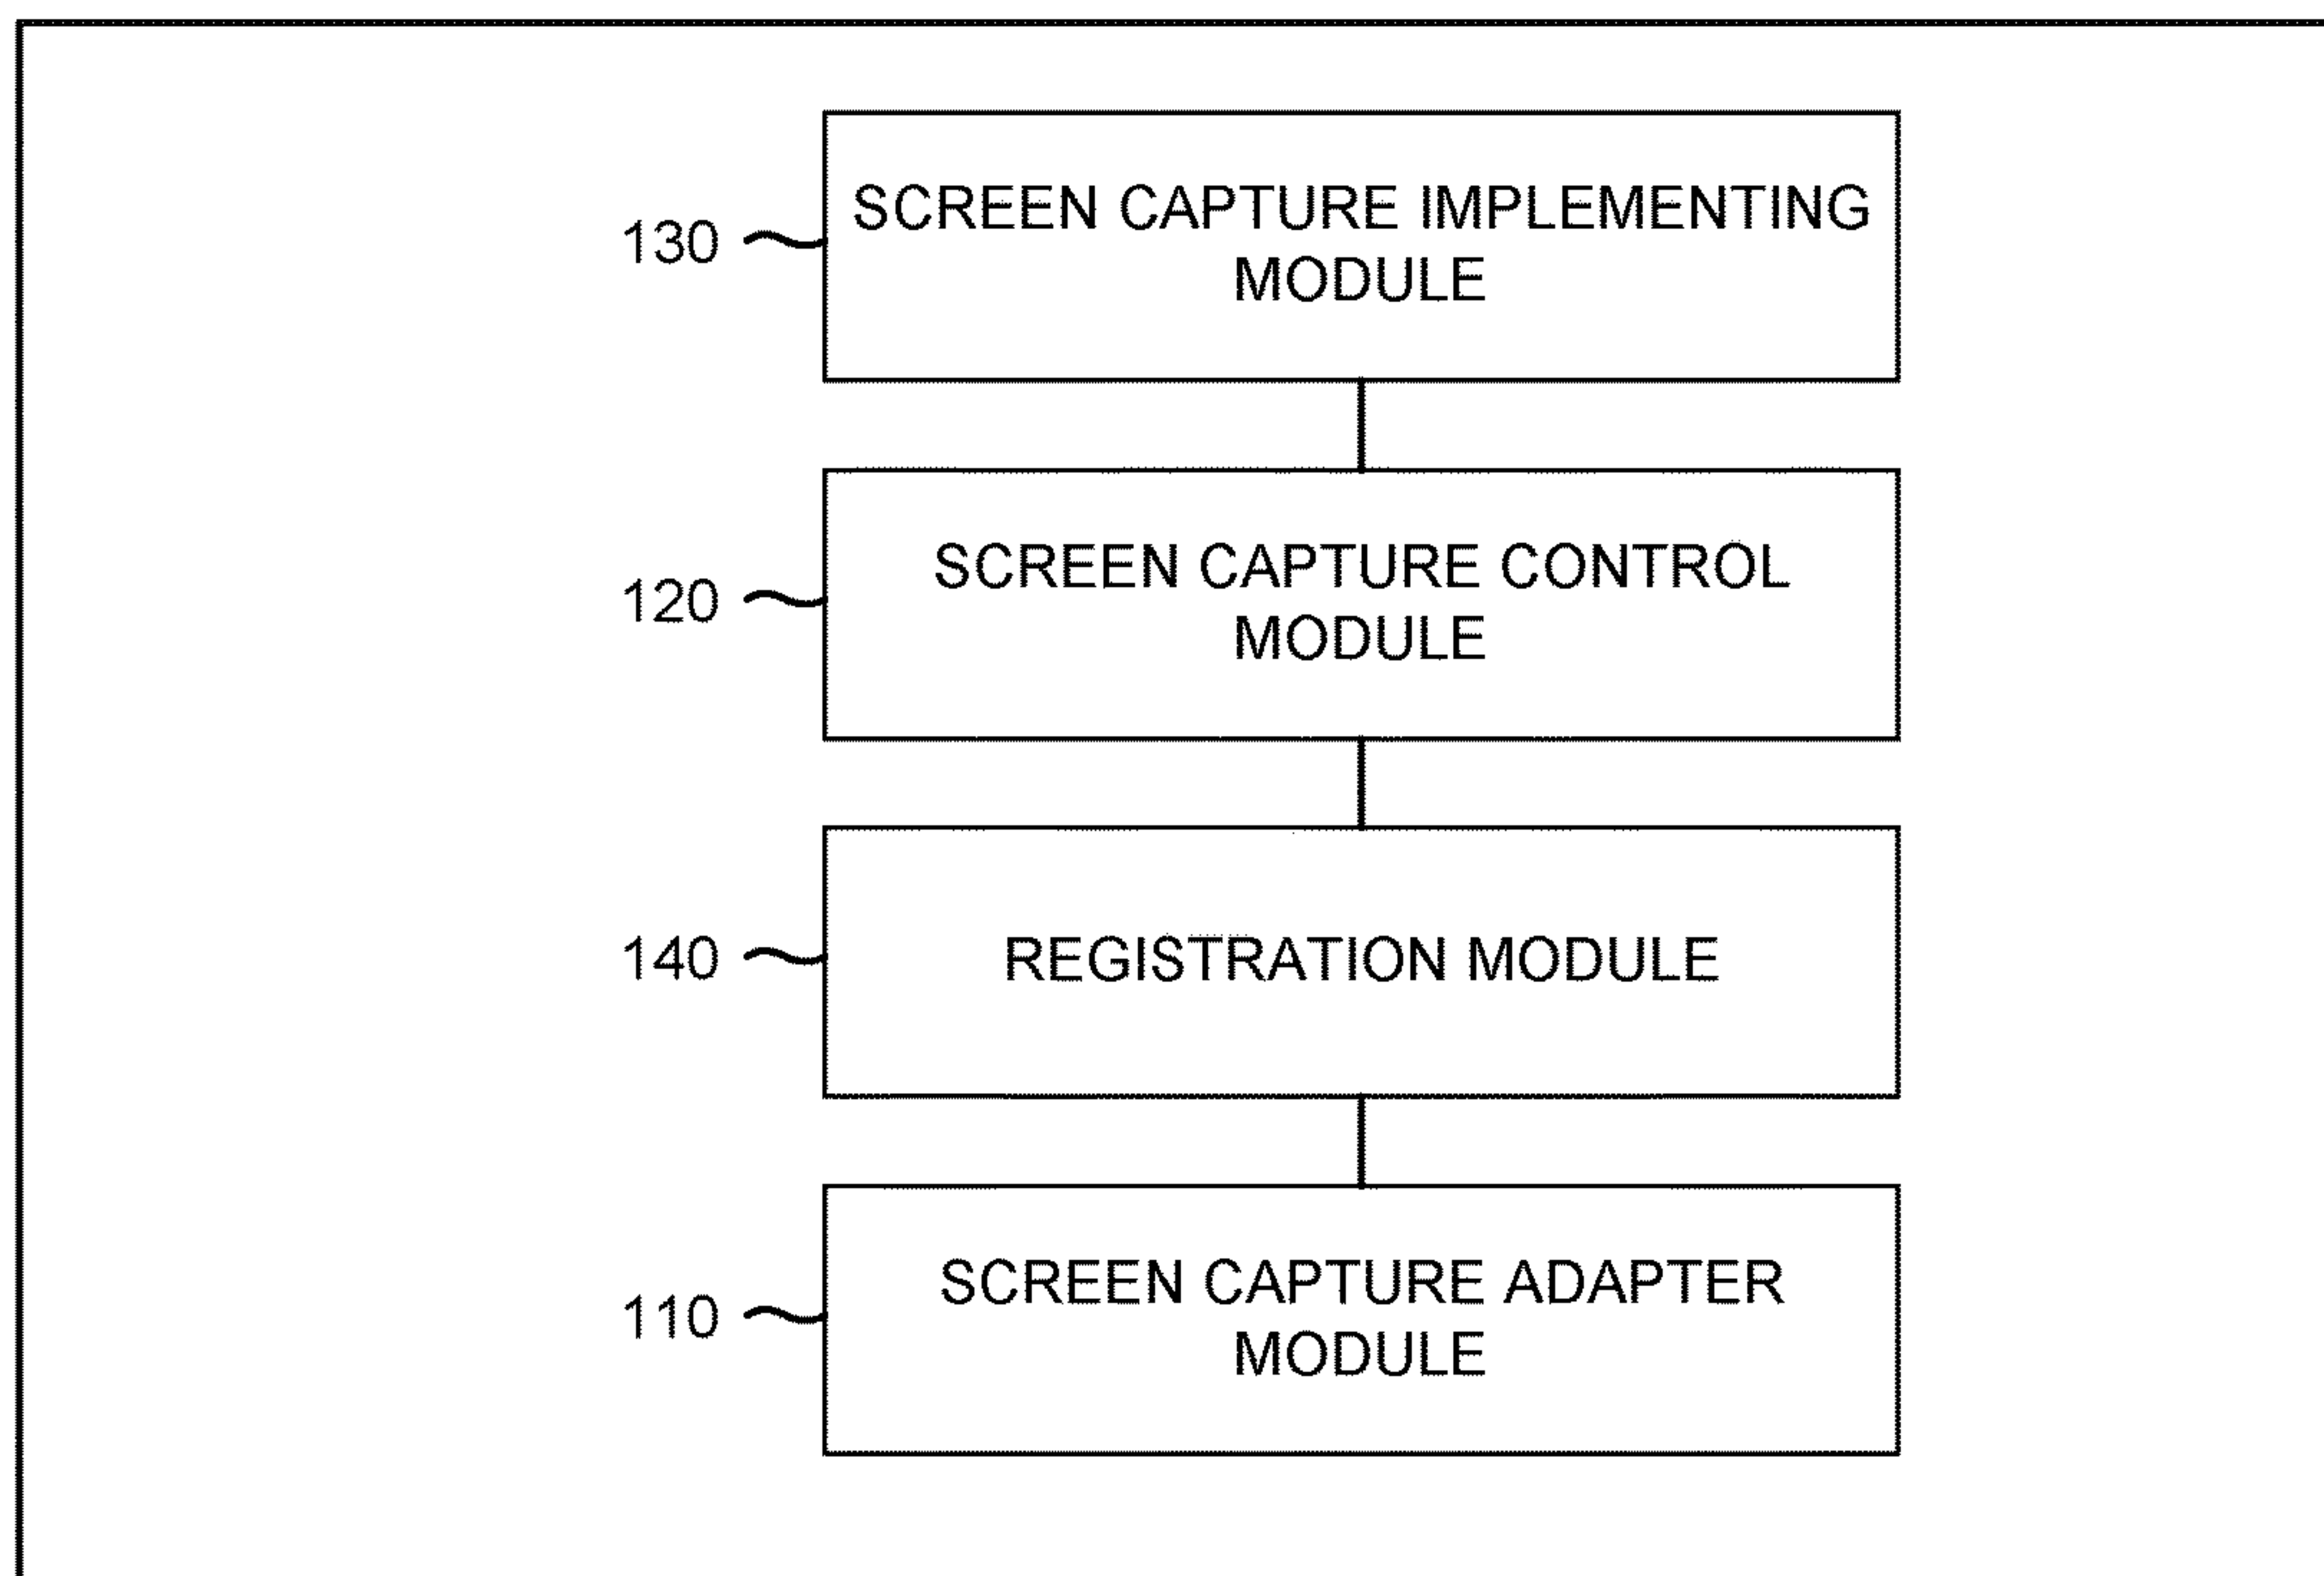 130
SCREEN CAPTURE IMPLEMENTING
MODULE
120
SCREEN CAPTURE CONTROL
MODULE
140
REGISTRATION MODULE
110
SCREEN CAPTURE ADAPTER
MODULE